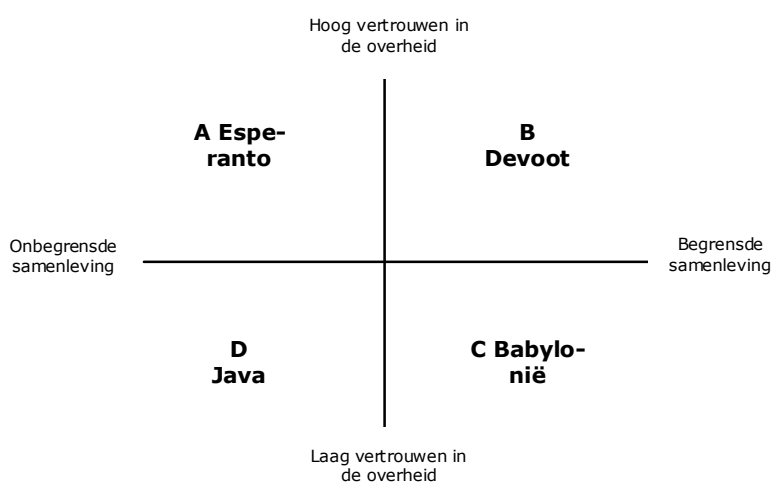 Hoog vertrouwen in
de overheid
A Espe-
ranto
B
Devoot
Onbegrensde
samenleving
Begrensde
samenleving
D
Java
C Babylo-
nië
Laag vertrouwen in
de overheid